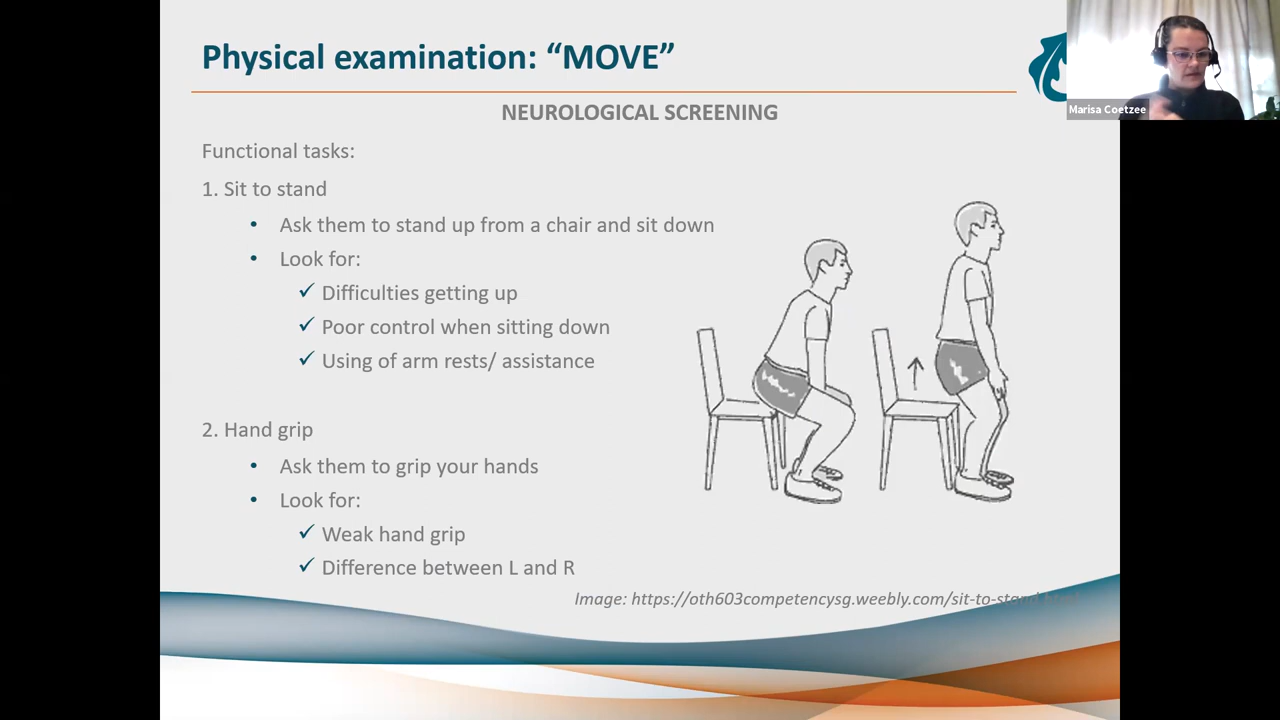 Physical examination: “MOVE”
Marisa Coetzee
NEUROLOGICAL SCREENING
Functional tasks:
1. Sit to stand
• Ask them to stand up from a chair and sit down
• Look for:
✓ Difficulties getting up
✓ Poor control when sitting down
✓ Using of arm rests/ assistance
2. Hand grip
• Ask them to grip your hands
• Look for:
✓ Weak hand grip
✓ Difference between L and R
Image: https://oth603competencysg.weebly.com/sit-to-stand.html